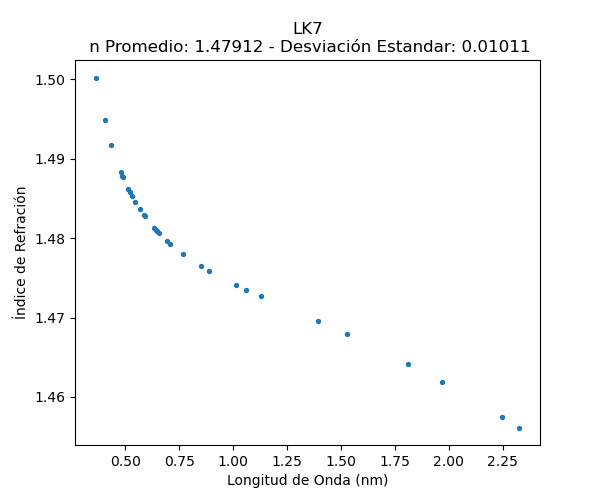 LK7
n Promedio: 1.47912 - Desviación Estandar: 0.01011
1.50
1.49
1.48
1.47
1.46
Índice de Refración
0.50 0.75 1.00 1.25 1.50 1.75 2.00 2.25
Longitud de Onda (nm)